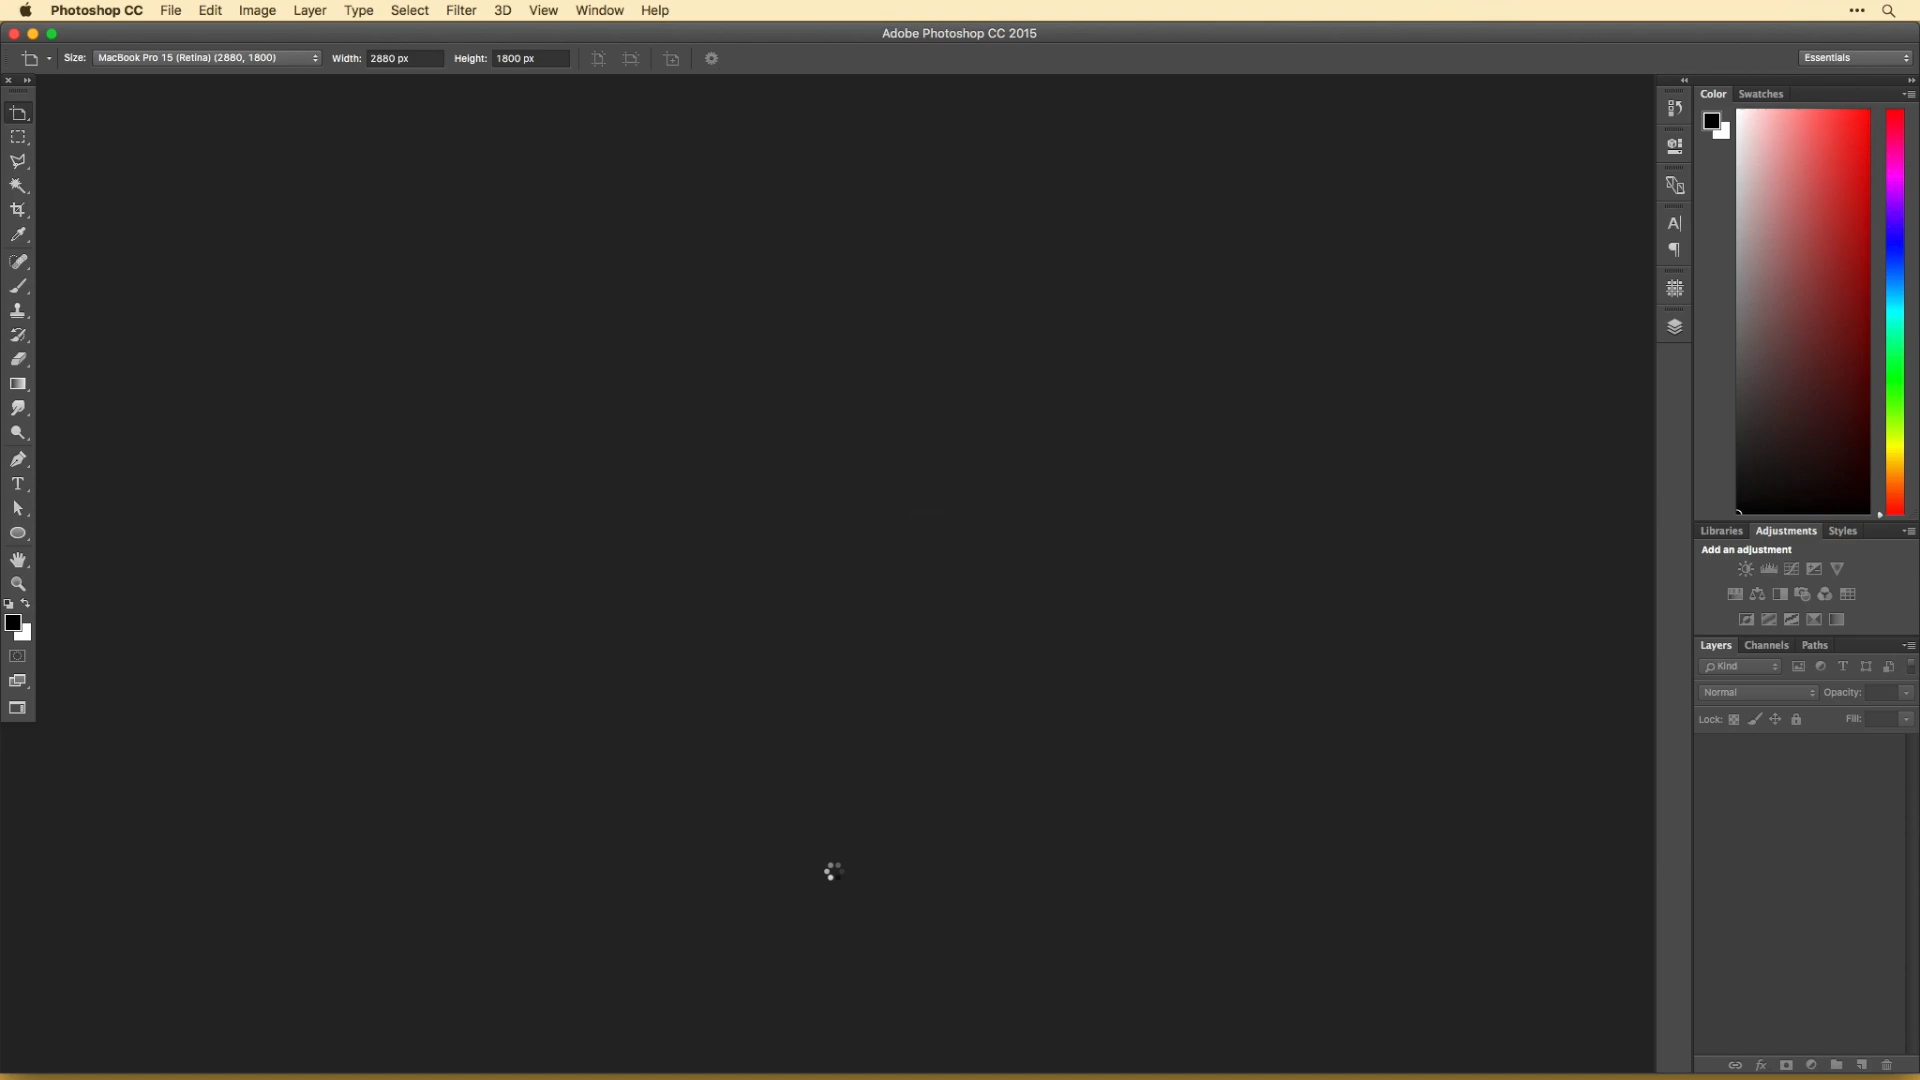 Photoshop CC File Edit Image Layer Type Select Filter 3D View Window Help
Adobe Photoshop CC 2015
Size: MacBook Pro 15 (Retina) (2880, 1800) Width: 2880 px Height: 1800 px Essentials
Color Swatches
Libraries Adjustments Styles
Add an adjustment
Layers Channels Paths
Kind
Normal Opacity:
Lock: Fill: